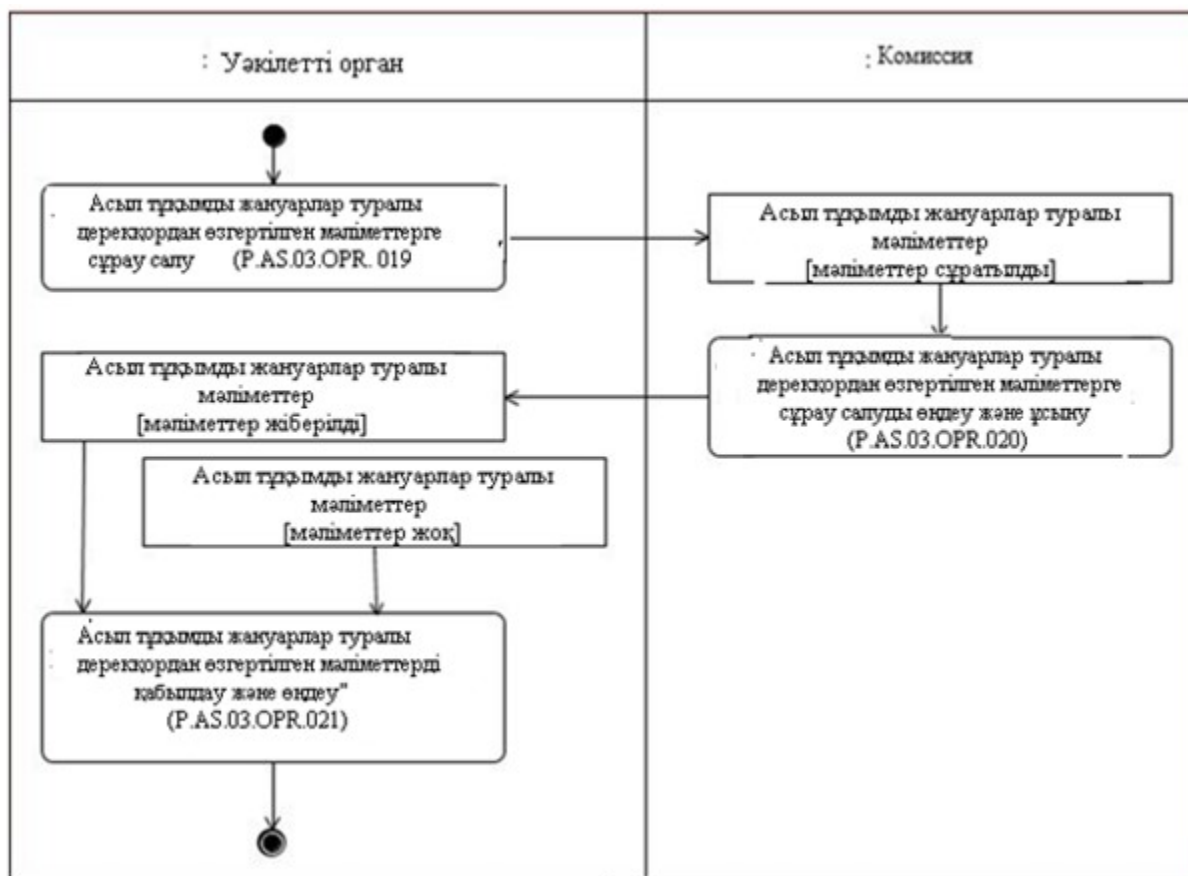 : Уәкілетті орган
: Комиссия
Асыл тұқымды жануарлар туралы
дерекқордан өзгертілген мәліметтерге
сұрау салу (P.AS.03.OPR. 019
Асыл тұқымды жануарлар туралы
мәліметтер
[мәліметтер сұратылды]
Асыл тұқымды жануарлар туралы
дерекқордан өзгертілген мәліметтерге
сұрау салуды өңдеу және ұсыну
(P.AS.03.OPR.020)
Асыл тұқымды жануарлар туралы
мәліметтер
[мәліметтер жіберілді]
Асыл тұқымды жануарлар туралы
мәліметтер
[мәліметтер жоқ]
Асыл тұқымды жануарлар туралы
дерекқордан өзгертілген мәліметтерді
қабылдау және өңдеу"
(P.AS.03.OPR.021)